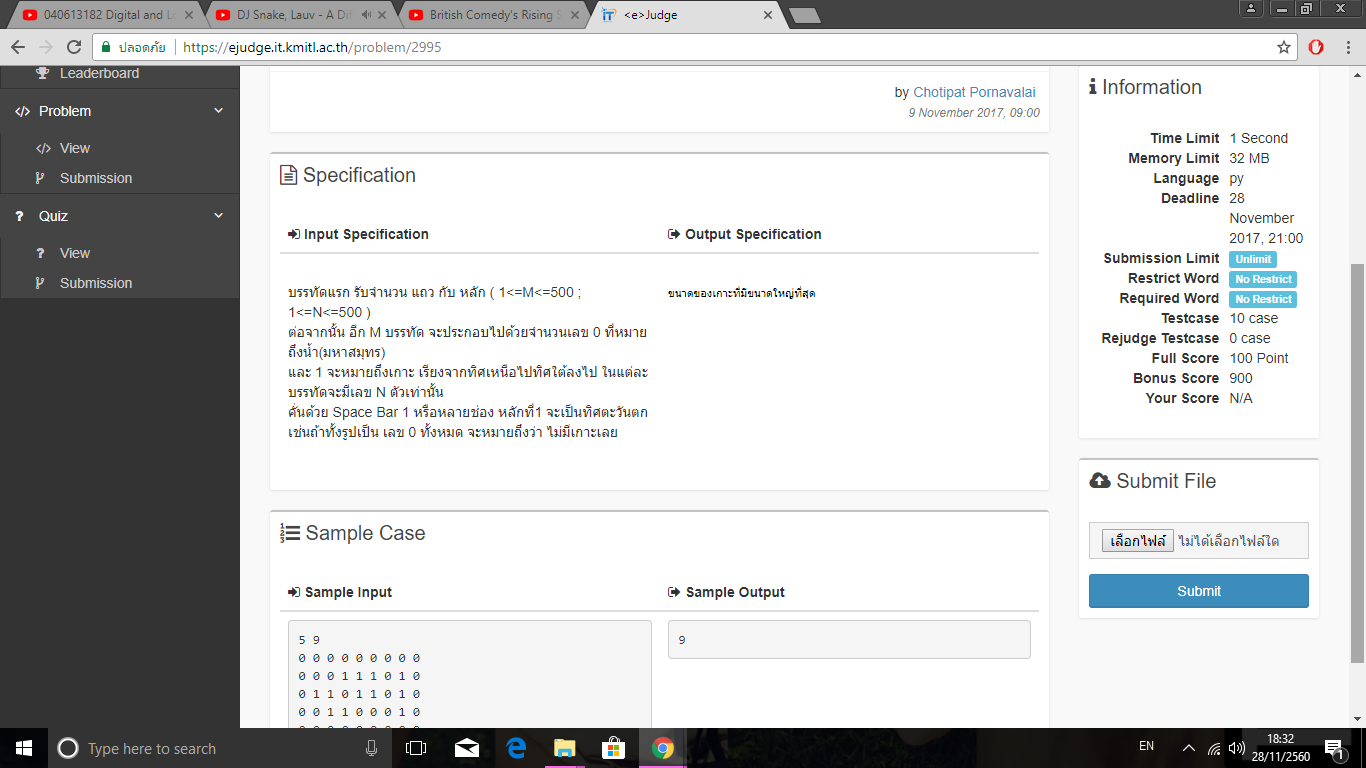 040613182 Digital and Lo
DJ Snake, Lauv - A Dif
British Comedy's Rising S
<e>Judge
ปลอดภัย
https://ejudge.it.kmitl.ac.th/problem/2995
Leaderboard
Problem
View
Submission
Quiz
View
Submission
by Chotipat Pornavalai
9 November 2017, 09:00
Specification
Input Specification
Output Specification
บรรทัดแรก รับจำนวน แถว กับ หลัก ( 1<=M<=500 ;
1<=N<=500 )
ต่อจากนั้น อีก M บรรทัด จะประกอบไปด้วยจำนวนเลข 0 ที่หมาย
ถึงน้ำ(มหาสมุทร)
และ 1 จะหมายถึงเกาะ เรียงจากทิศเหนือไปทิศใต้ลงไป ในแต่ละ
บรรทัดจะมีเลข N ตัวเท่านั้น
คั่นด้วย Space Bar 1 หรือหลายช่อง หลักที่1 จะเป็นทิศตะวันตก
เช่นถ้าทั้งรูปเป็น เลข 0 ทั้งหมด จะหมายถึงว่า ไม่มีเกาะเลย
ขนาดของเกาะที่มีขนาดใหญ่ที่สุด
Sample Case
Sample Input
Sample Output
5 9
0 0 0 0 0 0 0 0 0
0 0 0 1 1 1 0 1 0
0 1 1 0 1 1 0 1 0
0 0 1 1 0 0 0 1 0
9
Information
Time Limit 1 Second
Memory Limit 32 MB
Language py
Deadline 28
November
2017, 21:00
Submission Limit Unlimit
Restrict Word No Restrict
Required Word No Restrict
Testcase 10 case
Rejudge Testcase 0 case
Full Score 100 Point
Bonus Score 900
Your Score N/A
Submit File
เลือกไฟล์ ไม่ได้เลือกไฟล์ใด
Submit
Type here to search
EN
18:32
28/11/2560
1